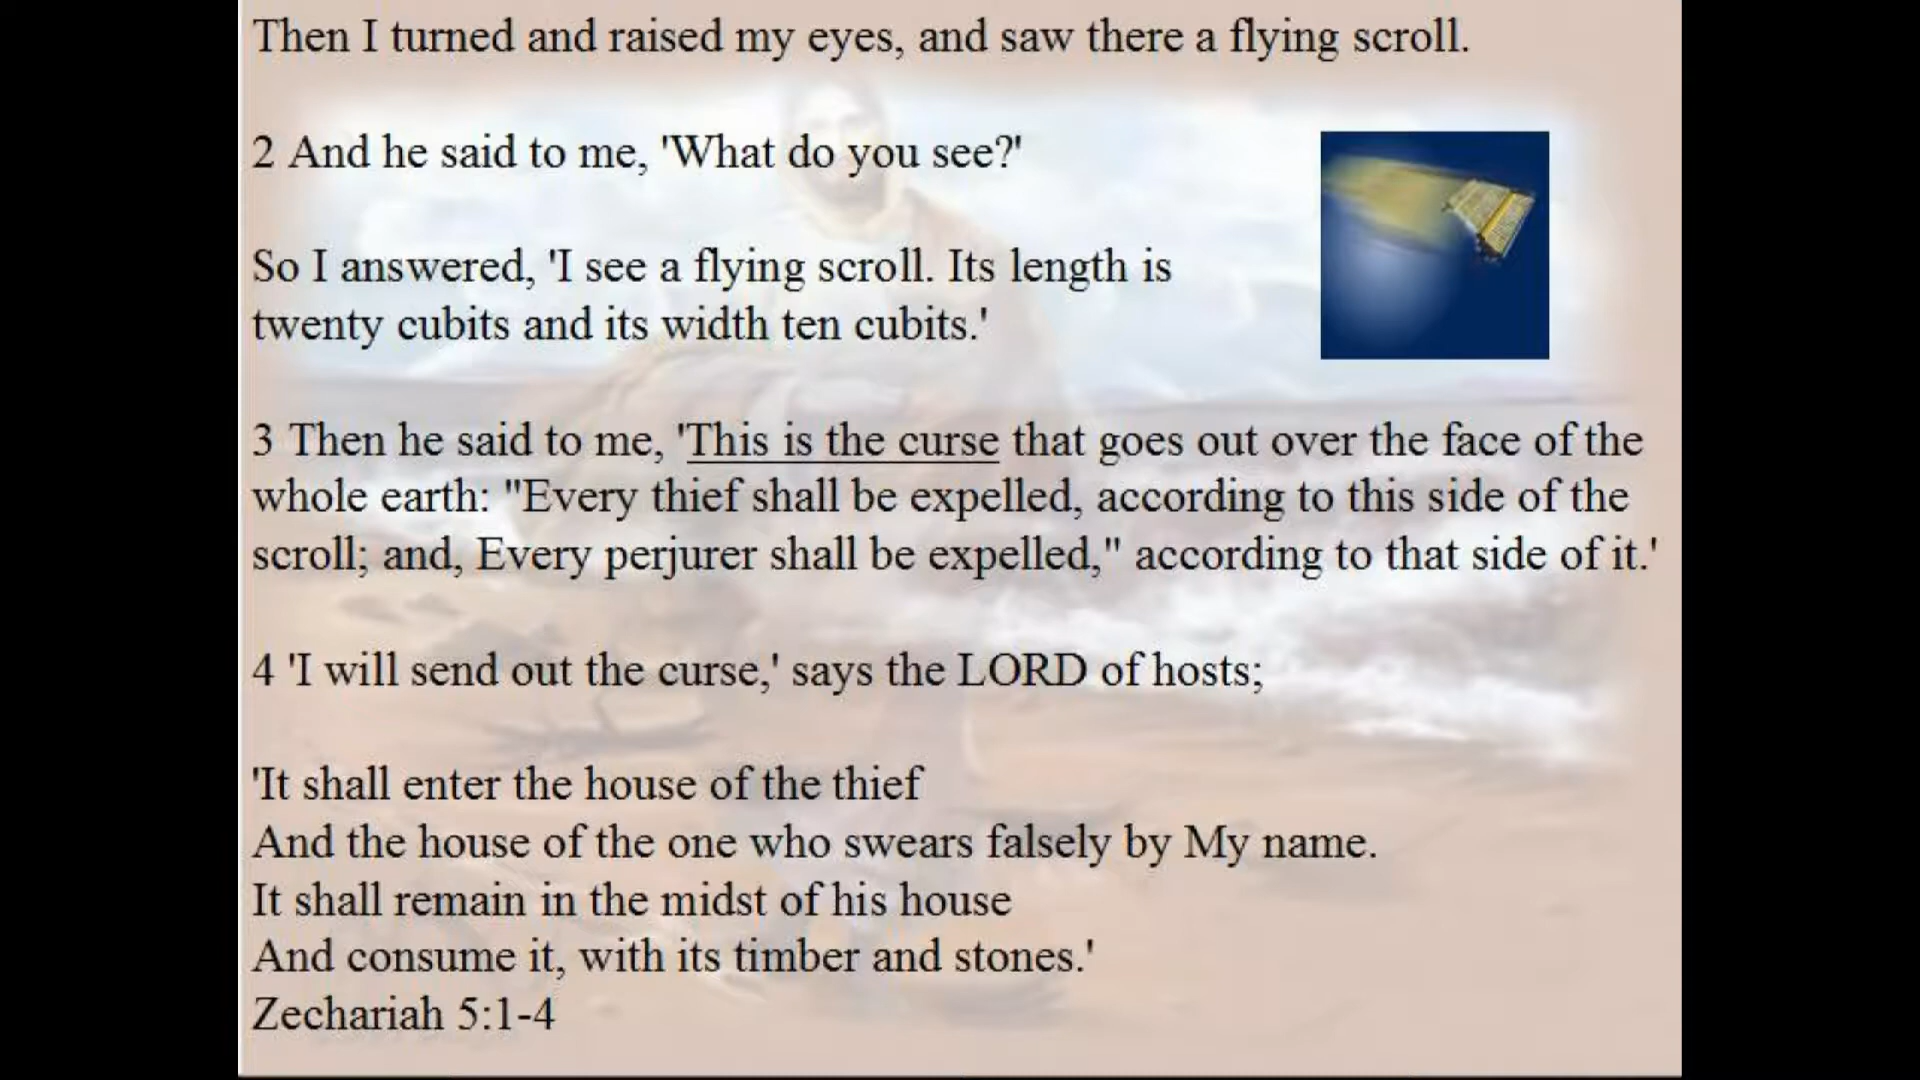 Then I turned and raised my eyes, and saw there a flying scroll.
2 And he said to me, 'What do you see?'
So I answered, 'I see a flying scroll. Its length is
twenty cubits and its width ten cubits.'
3 Then he said to me, 'This is the curse that goes out over the face of the
whole earth: "Every thief shall be expelled, according to this side of the
scroll; and, Every perjurer shall be expelled," according to that side of it.'
4 'I will send out the curse,' says the LORD of hosts;
'It shall enter the house of the thief
And the house of the one who swears falsely by My name.
It shall remain in the midst of his house
And consume it, with its timber and stones.'
Zechariah 5:1-4